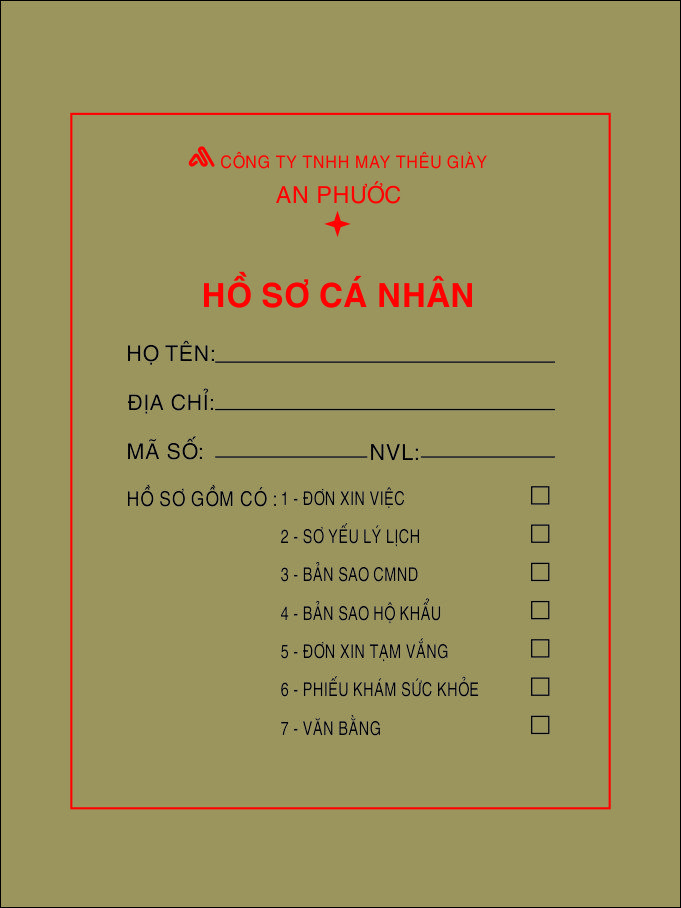 CÔNG TY TNHH MAY THÊU GIÀY
AN PHƯỚC
HỒ SƠ CÁ NHÂN
HỌ TÊN:
ĐỊA CHỈ:
MÃ SỐ: NVL:
HỒ SƠ GỒM CÓ : 1 - ĐƠN XIN VIỆC
2 - SƠ YẾU LÝ LỊCH
3 - BẢN SAO CMND
4 - BẢN SAO HỘ KHẨU
5 - ĐƠN XIN TẠM VẮNG
6 - PHIẾU KHÁM SỨC KHỎE
7 - VĂN BẰNG